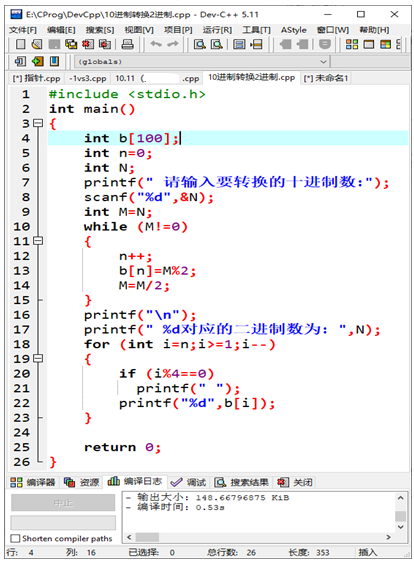 E:\CProg\DevCpp\10进制转换2进制.cpp - Dev-C++ 5.11
文件[F] 编辑[E] 搜索[S] 视图[V] 项目[P] 运行[R] 工具[T] AStyle 窗口[W] 帮助[H]
(globals)
[*] 指针.cpp -1vs3.cpp 10.11 (. .cpp 10进制转换2进制.cpp [*] 未命名1
1 #include <stdio.h>
2 int main()
3 {
4 int b[100];
5 int n=0;
6 int N;
7 printf(" 请输入要转换的十进制数:");
8 scanf("%d",&N);
9 int M=N;
10 while (M!=0)
11 {
12 n++;
13 b[n]=M%2;
14 M=M/2;
15 }
16 printf("\n");
17 printf(" %d对应的二进制数为: ",N);
18 for (int i=n;i>=1;i--)
19 {
20 if (i%4==0)
21 printf(" ");
22 printf("%d",b[i]);
23 }
24
25 return 0;
26 }
编译器 资源 编译日志 调试 搜索结果 关闭
中止
- 输出大小: 148.66796875 KiB
- 编译时间: 0.53s
Shorten compiler paths
行: 4 列: 16 已选择: 0 总行数: 26 长度: 353 插入